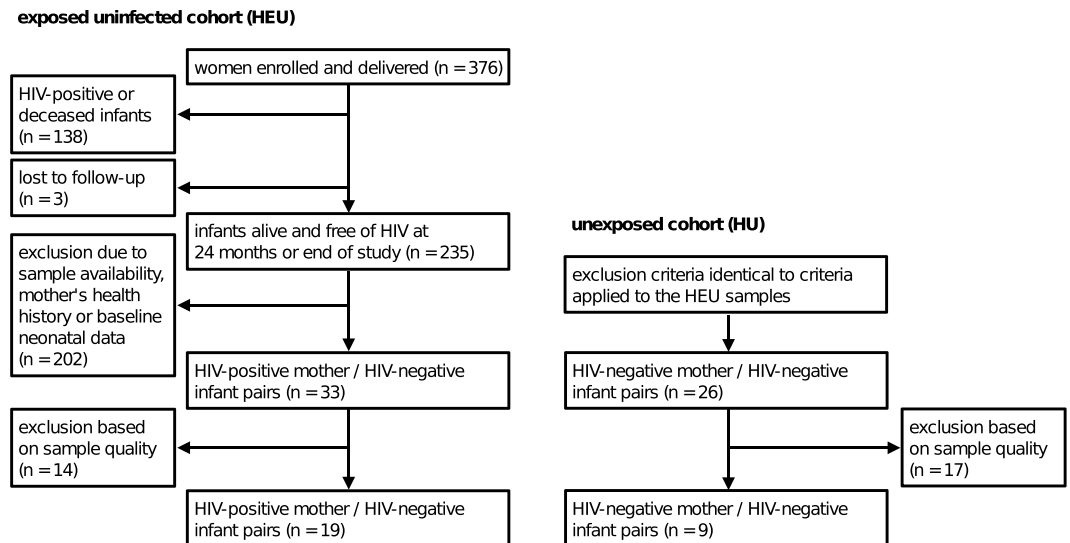 exposed uninfected cohort (HEU)
women enrolled and delivered (n = 376)
HIV-positive or
deceased infants
(n = 138)
lost to follow-up
(n = 3)
infants alive and free of HIV at
24 months or end of study (n = 235)
exclusion due to
sample availability,
mother's health
history or baseline
neonatal data
(n = 202)
HIV-positive mother / HIV-negative
infant pairs (n = 33)
exclusion based
on sample quality
(n = 14)
HIV-positive mother / HIV-negative
infant pairs (n = 19)
unexposed cohort (HU)
exclusion criteria identical to criteria
applied to the HEU samples
HIV-negative mother / HIV-negative
infant pairs (n = 26)
exclusion based
on sample quality
(n = 17)
HIV-negative mother / HIV-negative
infant pairs (n = 9)